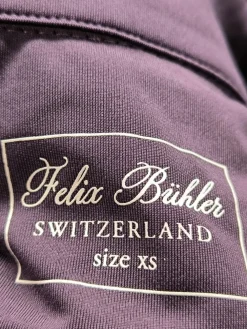 Felix Bühler
SWITZERLAND
size xs